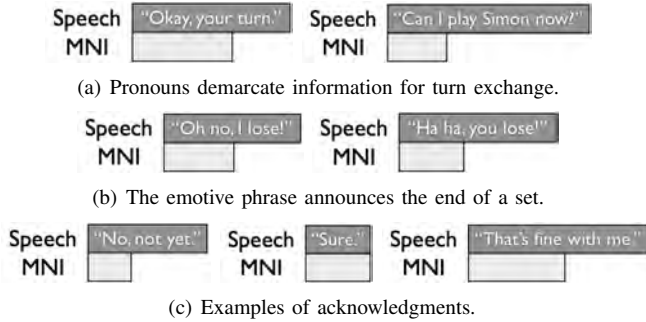 Speech "Okay, your turn." Speech "Can I play Simon now?"
MNI MNI
(a) Pronouns demarcate information for turn exchange.
Speech "Oh no, I lose!" Speech "Ha ha, you lose!"
MNI MNI
(b) The emotive phrase announces the end of a set.
Speech "No, not yet." Speech "Sure." Speech "That's fine with me."
MNI MNI MNI
(c) Examples of acknowledgments.